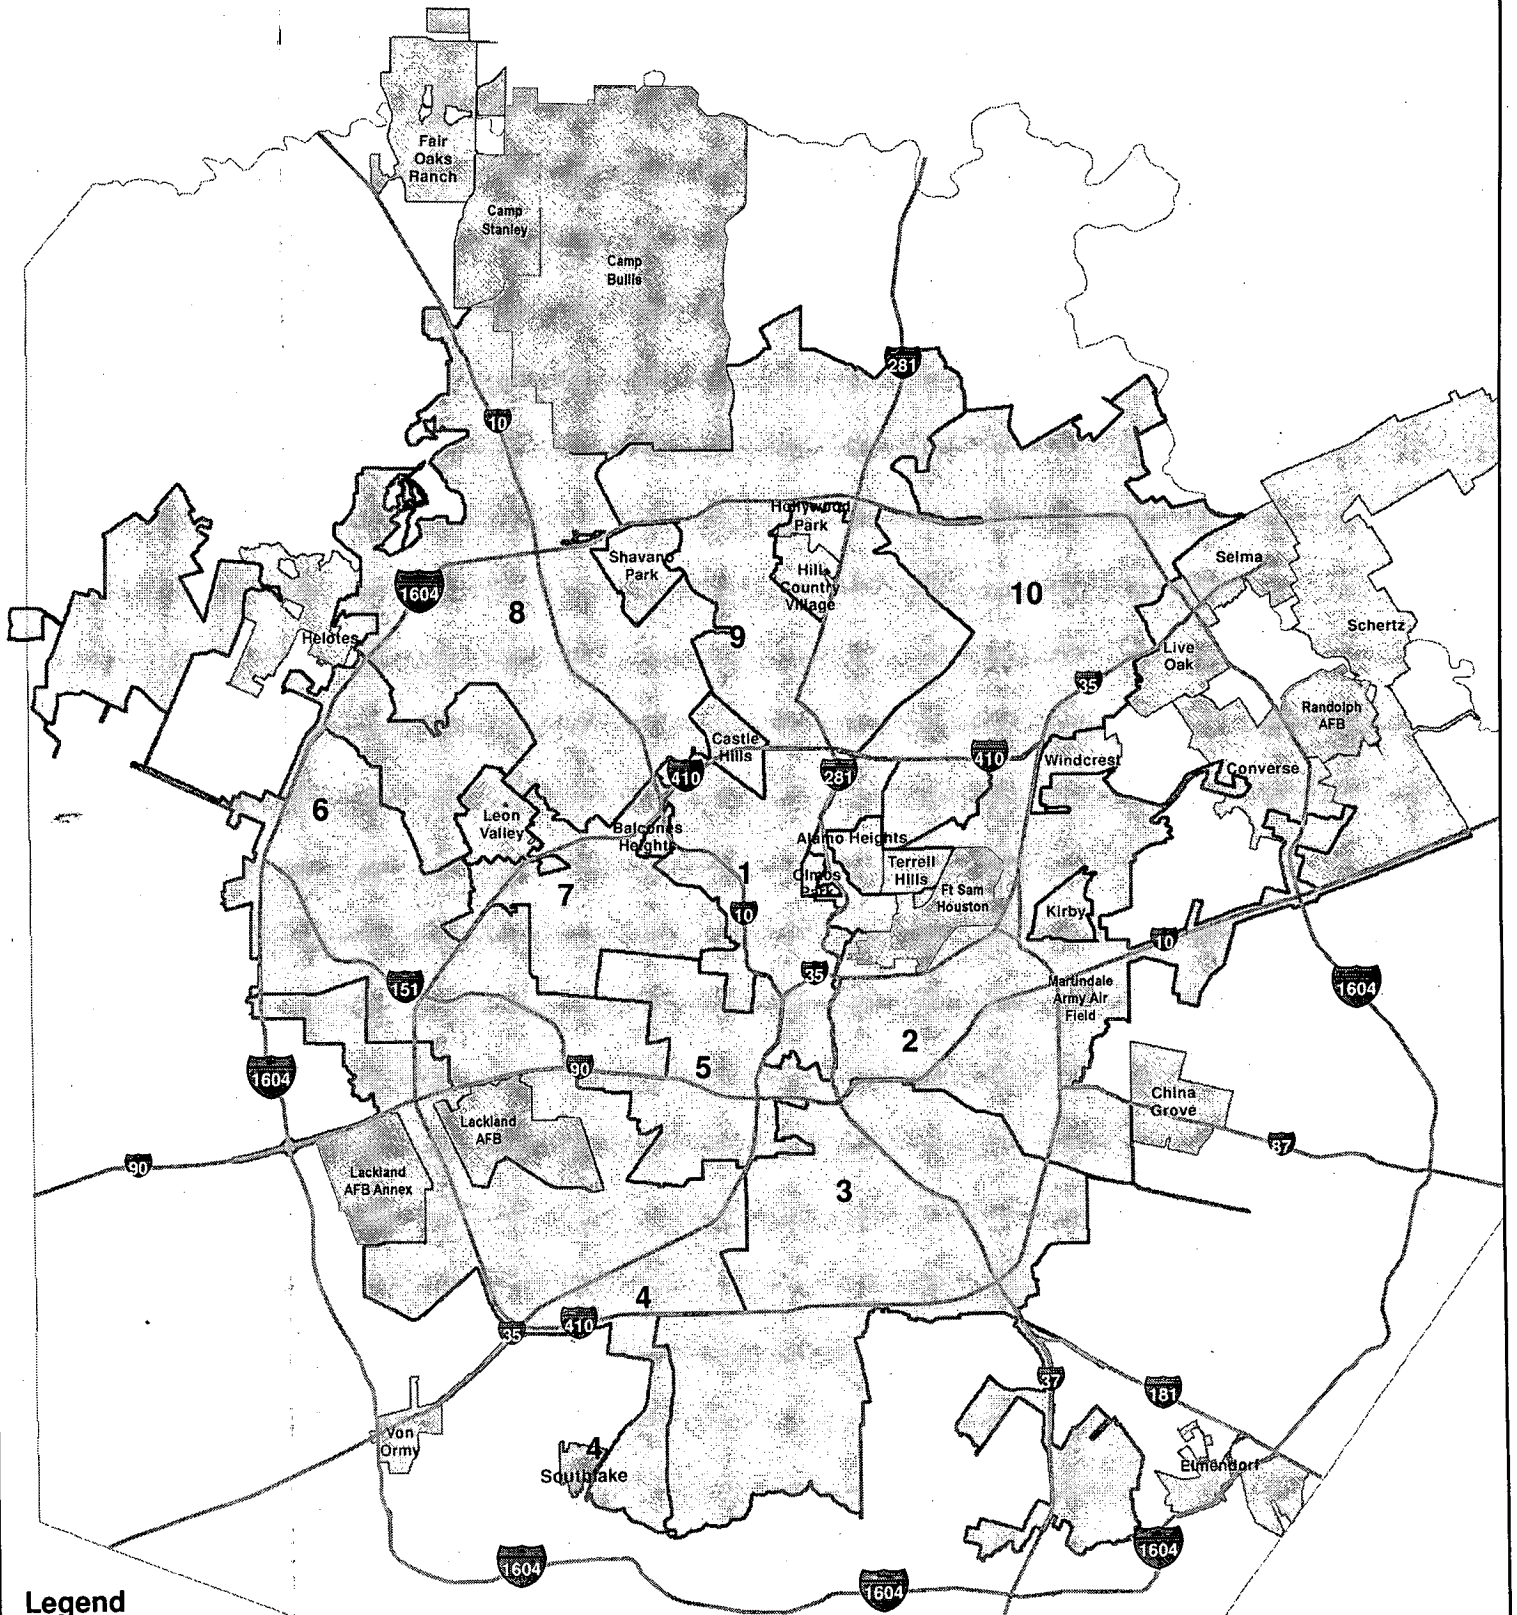 Fair
Oaks
Ranch
Camp
Stanley
Camp
Bullis
281
10
Hollywood
Park
Shavano
Park
Selma
Hill
Country
Village
1604
8
10
Schertz
Helotes
9
Live
Oak
35
Randolph
AFB
Castle
Hills
410
281
410
Windcrest
Converse
6
Leon
Valley
Balcones
Heights
Alamo Heights
Terrell
Hills
1
Olmos
Park
7
Ft Sam
Houston
10
Kirby
10
35
151
Martindale
Army Air
Field
1604
2
1604
90
5
China
Grove
Lackland
AFB
87
90
Lackland
AFB Annex
3
4
35
410
37
181
Von
Ormy
4
Southlake
Elmendorf
1604
1604
1604
Legend